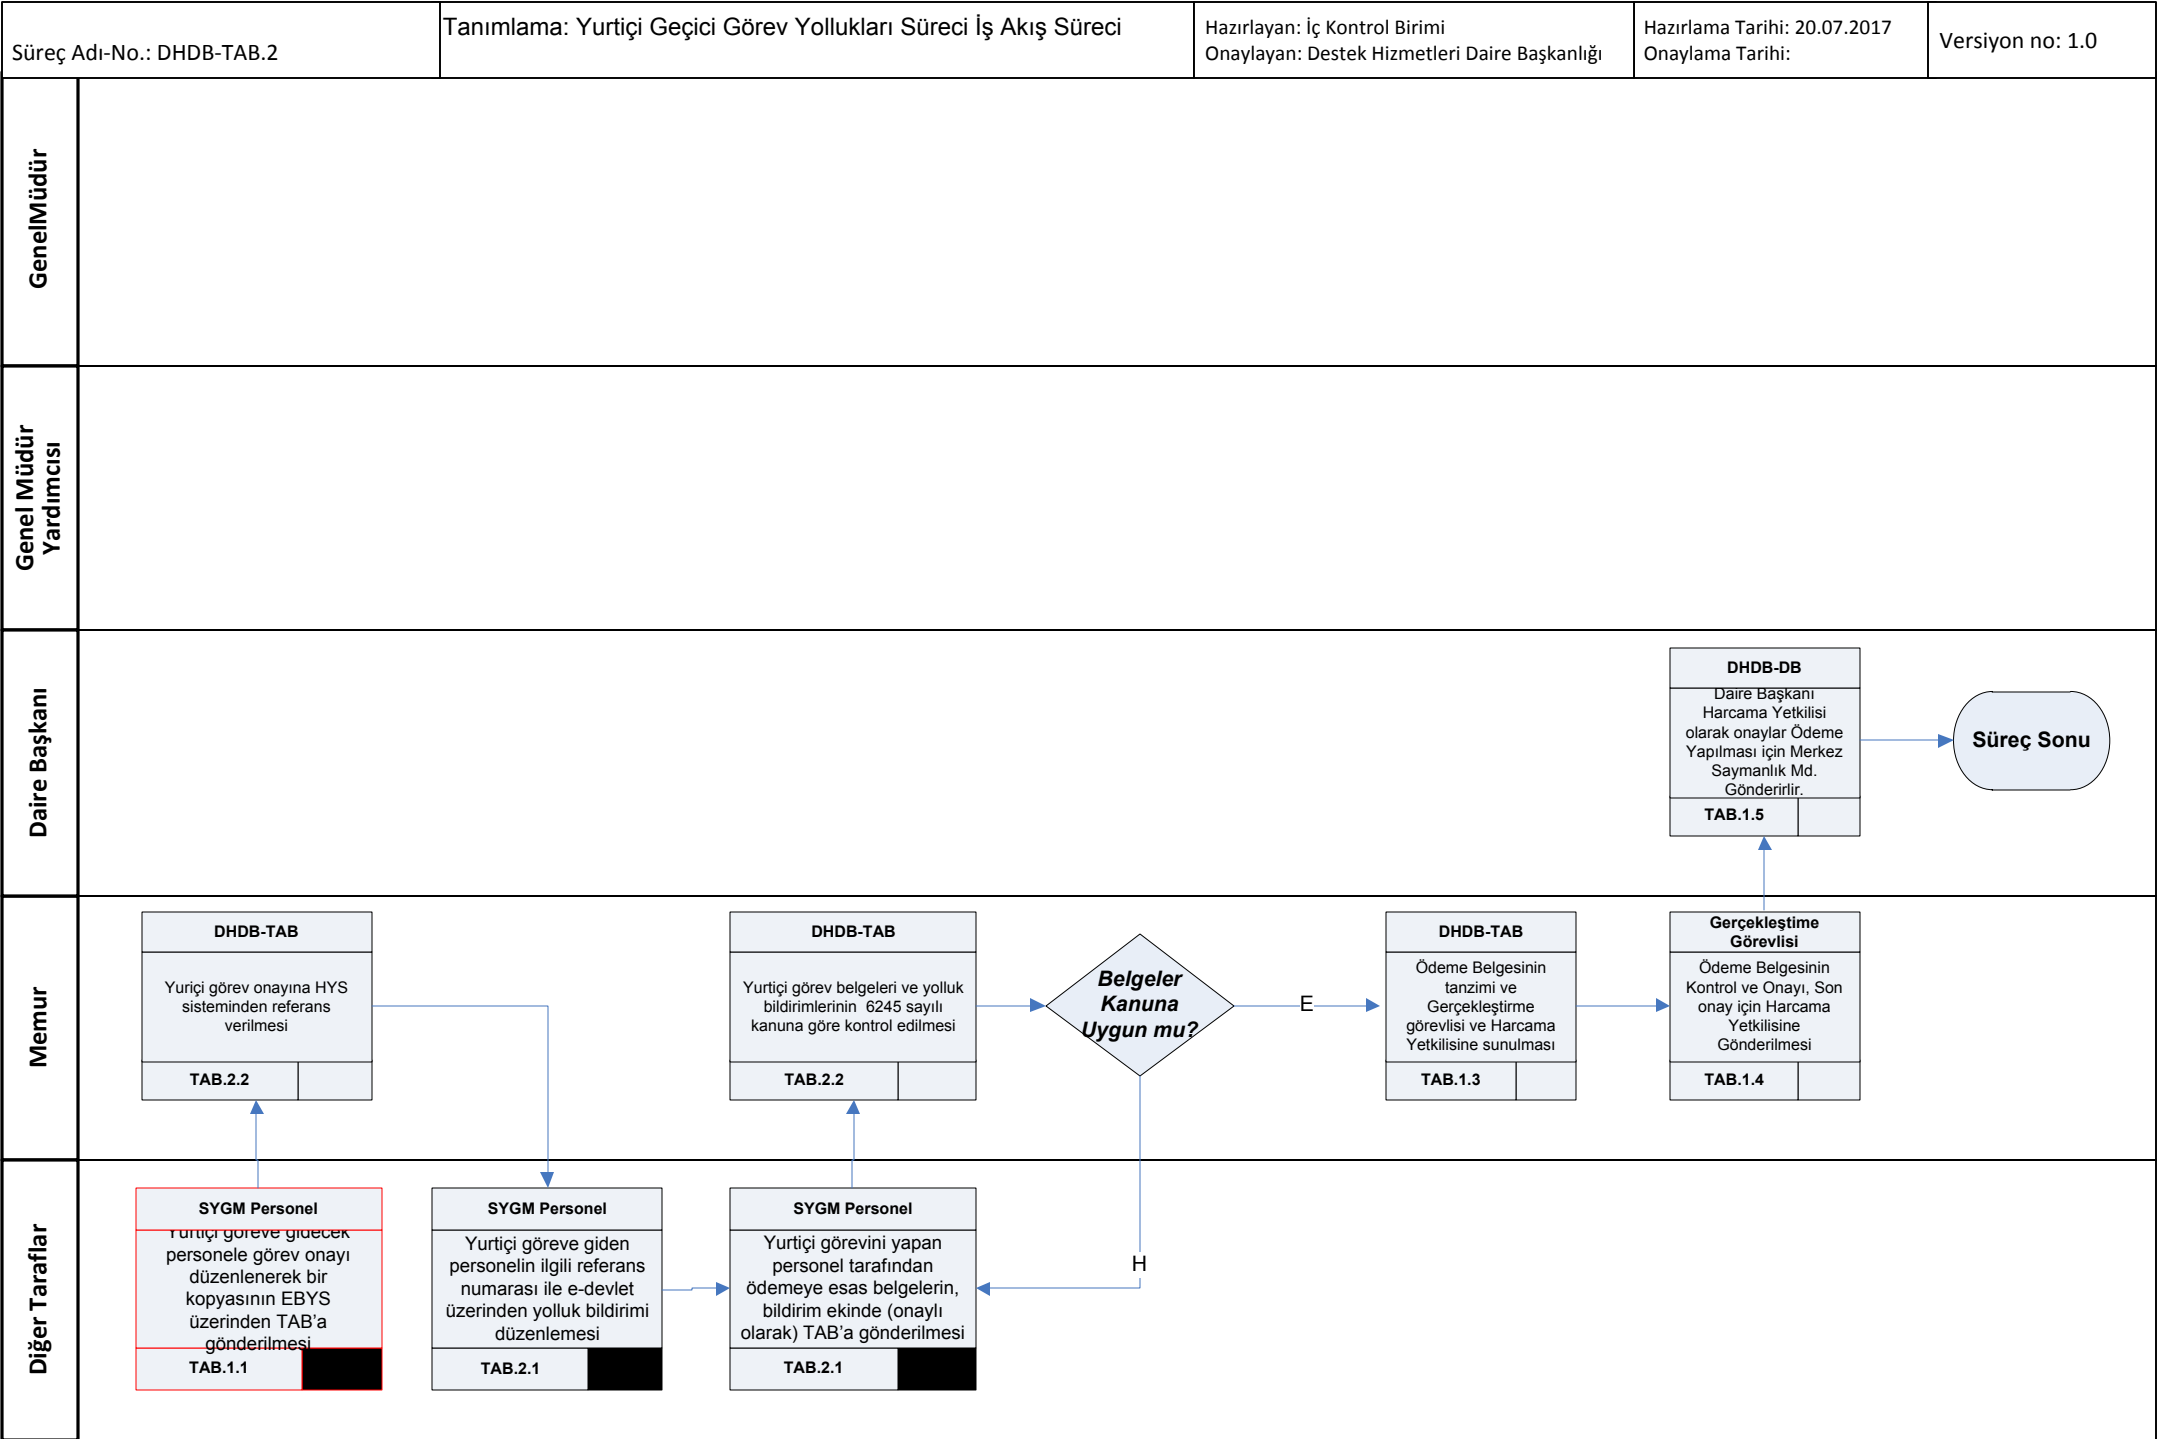 Süreç Adı-No.: DHDB-TAB.2
Tanımlama: Yurtiçi Geçici Görev Yollukları Süreci İş Akış Süreci
Hazırlayan: İç Kontrol Birimi
Onaylayan: Destek Hizmetleri Daire Başkanlığı
Hazırlama Tarihi: 20.07.2017
Onaylama Tarihi:
Versiyon no: 1.0
GenelMüdür
Genel Müdür
Yardımcısı
Daire Başkanı
DHDB-DB
Daire Başkanı
Harcama Yetkilisi
olarak onaylar Ödeme
Yapılması için Merkez
Saymanlık Md.
Gönderirlir.
TAB.1.5
Süreç Sonu
Memur
DHDB-TAB
Yuriçi görev onayına HYS
sisteminden referans
verilmesi
TAB.2.2
DHDB-TAB
Yurtiçi görev belgeleri ve yolluk
bildirimlerinin 6245 sayılı
kanuna göre kontrol edilmesi
TAB.2.2
Belgeler
Kanuna
Uygun mu?
E
H
DHDB-TAB
Ödeme Belgesinin
tanzimi ve
Gerçekleştirme
görevlisi ve Harcama
Yetkilisine sunulması
TAB.1.3
Gerçekleştime
Görevlisi
Ödeme Belgesinin
Kontrol ve Onayı, Son
onay için Harcama
Yetkilisine
Gönderilmesi
TAB.1.4
Diğer Taraflar
SYGM Personel
Yurtiçi göreve gidecek
personele görev onayı
düzenlenerek bir
kopyasının EBYS
üzerinden TAB’a
gönderilmesi
TAB.1.1
SYGM Personel
Yurtiçi göreve giden
personelin ilgili referans
numarası ile e-devlet
üzerinden yolluk bildirimi
düzenlemesi
TAB.2.1
SYGM Personel
Yurtiçi görevini yapan
personel tarafından
ödemeye esas belgelerin,
bildirim ekinde (onaylı
olarak) TAB’a gönderilmesi
TAB.2.1